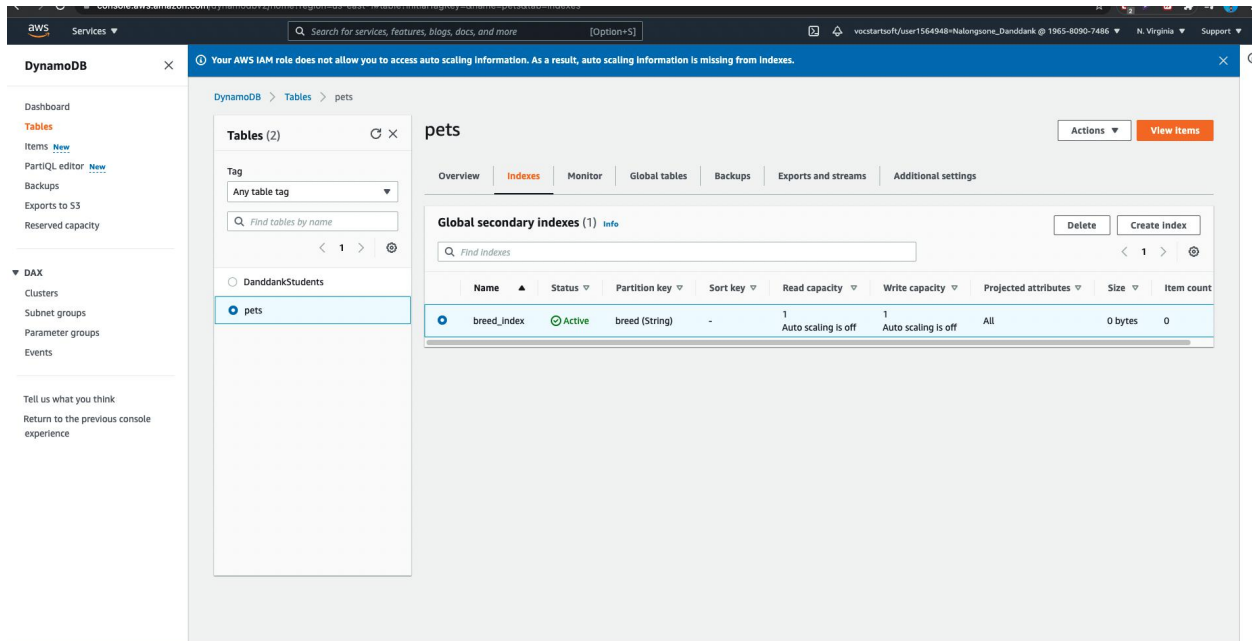 aws Services ▼ Search for services, features, blogs, docs, and more [Option+S] vocstartsoft/user1564948=Nalongsone_Danddank @ 1965-8090-7486 ▼ N. Virginia ▼ Support ▼
DynamoDB
Your AWS IAM role does not allow you to access auto scaling information. As a result, auto scaling information is missing from indexes.
Dashboard
Tables
Items New
PartiQL editor New
Backups
Exports to S3
Reserved capacity
▼ DAX
Clusters
Subnet groups
Parameter groups
Events
Tell us what you think
Return to the previous console
experience
DynamoDB > Tables > pets
Tables (2)
Tag
Any table tag
Find tables by name
< 1 >
DanddankStudents
pets
pets
Actions ▼ View items
Overview Indexes Monitor Global tables Backups Exports and streams Additional settings
Global secondary indexes (1) Info
Delete Create index
Find indexes
< 1 >
Name Status Partition key Sort key Read capacity Write capacity Projected attributes Size Item count
breed_index Active breed (String) - 1 1 All 0 bytes 0
Auto scaling is off Auto scaling is off